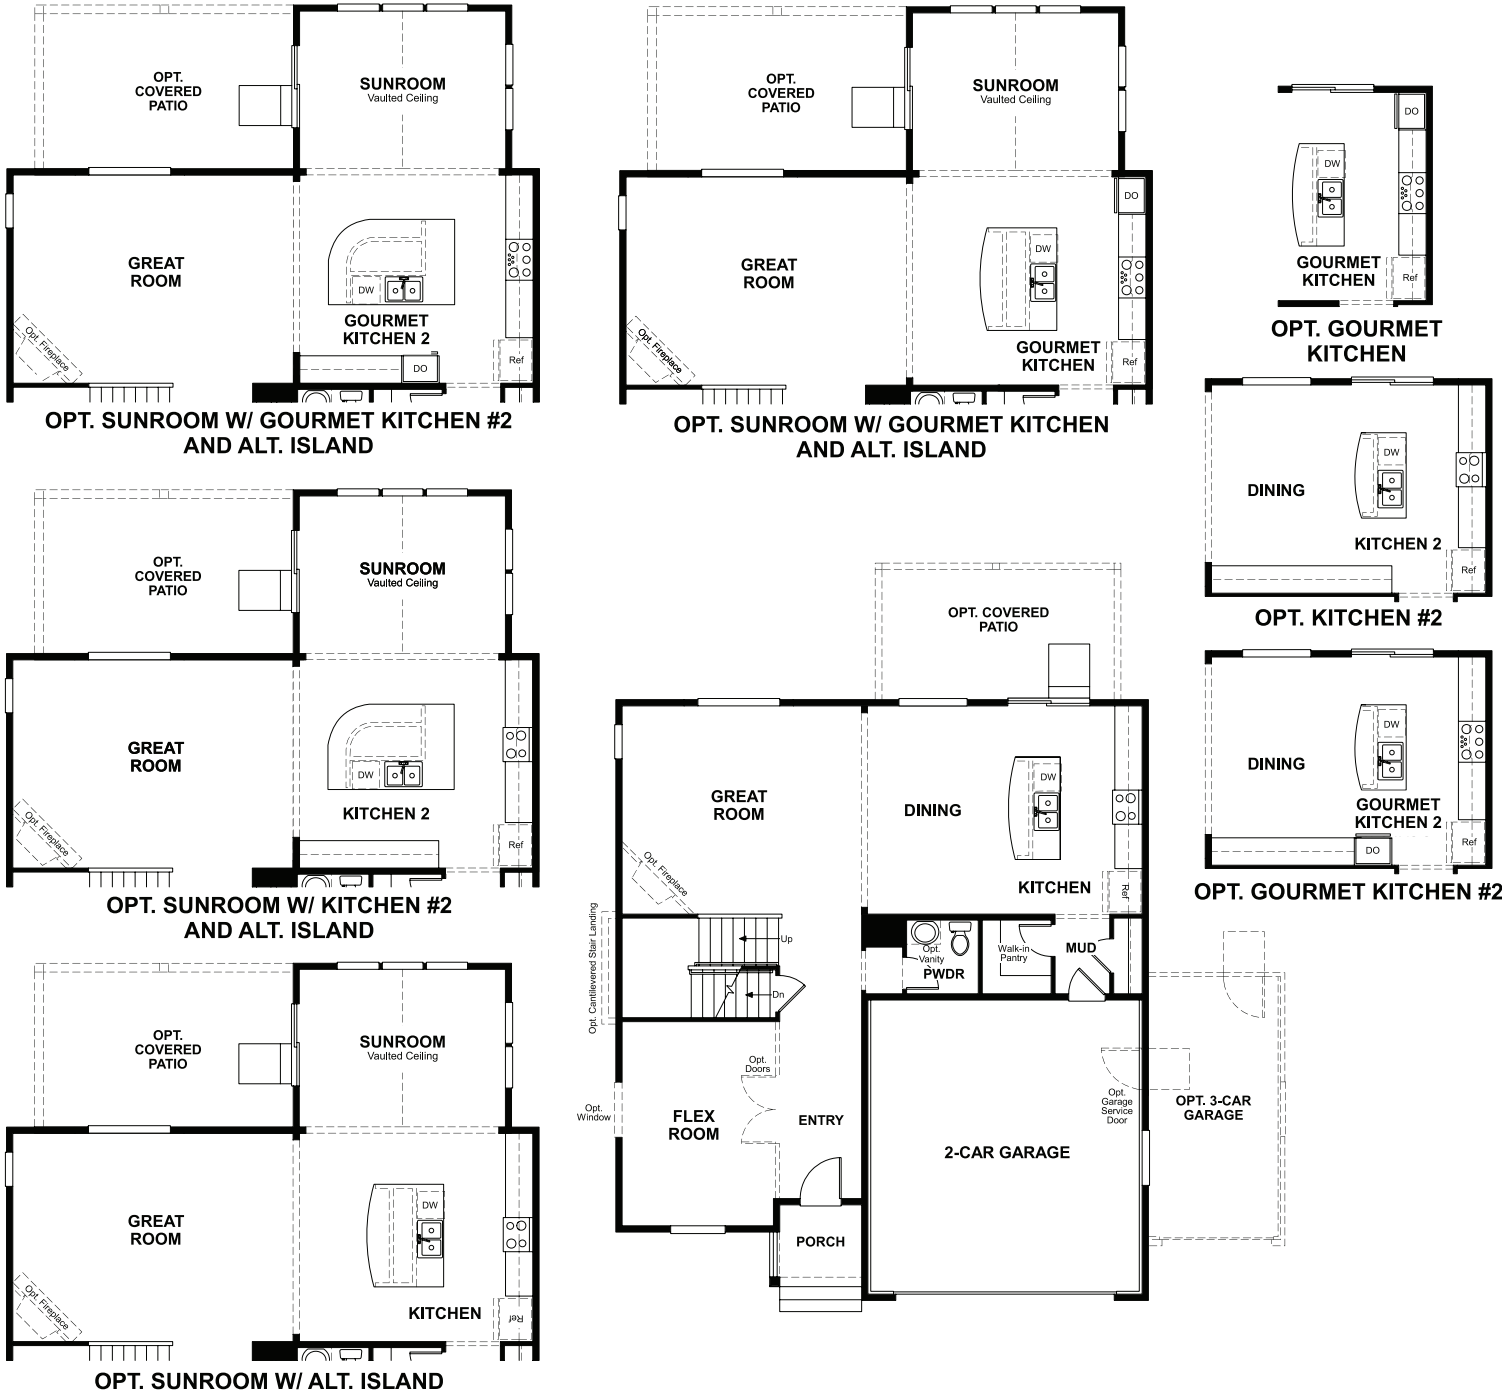 OPT.
COVERED
PATIO
SUNROOM
Vaulted Ceiling
GREAT
ROOM
DW
GOURMET
KITCHEN 2
Opt. Fireplace
Ref
DO
OPT. SUNROOM W/ GOURMET KITCHEN #2
AND ALT. ISLAND
OPT.
COVERED
PATIO
SUNROOM
Vaulted Ceiling
DO
GREAT
ROOM
DW
GOURMET
KITCHEN
Opt. Fireplace
Ref
OPT. SUNROOM W/ GOURMET KITCHEN
AND ALT. ISLAND
DO
DW
GOURMET
KITCHEN
Ref
OPT. GOURMET
KITCHEN
DW
DINING
KITCHEN 2
Ref
OPT. KITCHEN #2
OPT.
COVERED
PATIO
SUNROOM
Vaulted Ceiling
GREAT
ROOM
DW
KITCHEN 2
Opt. Fireplace
Ref
OPT. SUNROOM W/ KITCHEN #2
AND ALT. ISLAND
DW
DINING
GOURMET
KITCHEN 2
DO
Ref
OPT. GOURMET KITCHEN #2
OPT.
COVERED
PATIO
SUNROOM
Vaulted Ceiling
GREAT
ROOM
DW
KITCHEN
Opt. Fireplace
Ref
OPT. SUNROOM W/ ALT. ISLAND
OPT. COVERED
PATIO
GREAT
ROOM
DINING
DW
KITCHEN
Ref
Opt. Fireplace
Opt. Cantilevered Stair Landing
Up
Dn
Opt.
Vanity
PWDR
Walk-in
Pantry
MUD
Opt.
Doors
Opt.
Window
FLEX
ROOM
ENTRY
2-CAR GARAGE
Opt.
Garage
Service
Door
OPT. 3-CAR
GARAGE
PORCH